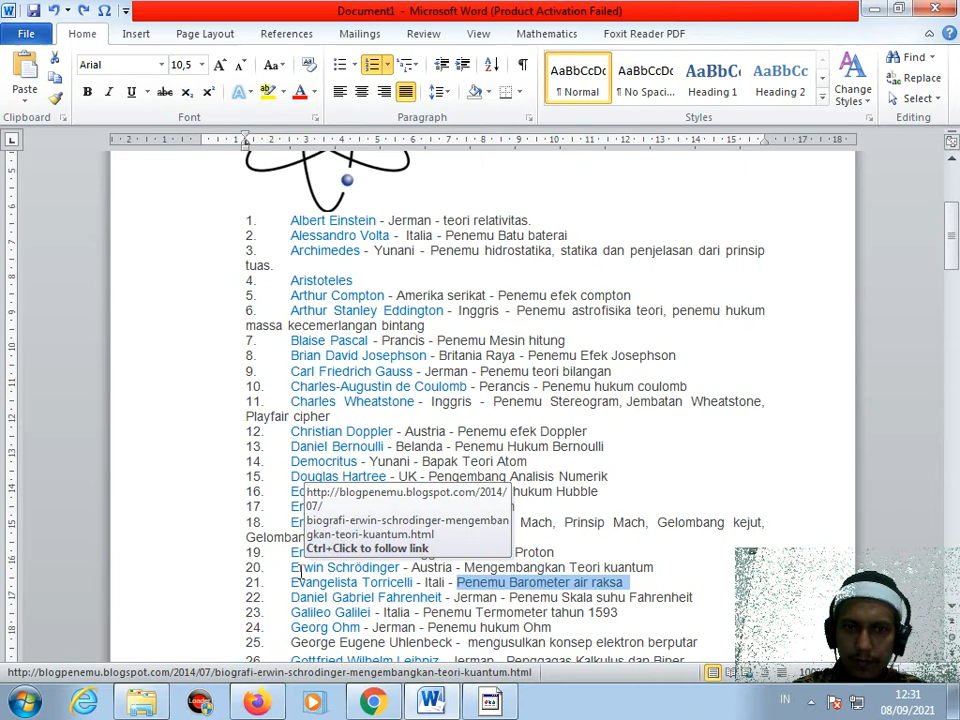 Document1 - Microsoft Word (Product Activation Failed)
File Home Insert Page Layout References Mailings Review View Mathematics Foxit Reader PDF
Arial 10,5
Paste
Clipboard Font Paragraph Styles Editing
AaBbCcDc AaBbCcDc AaBbC AaBbCc
¶ Normal ¶ No Spaci... Heading 1 Heading 2
Change Styles
Find
Replace
Select
1. Albert Einstein - Jerman - teori relativitas.
2. Alessandro Volta - Italia - Penemu Batu baterai
3. Archimedes - Yunani - Penemu hidrostatika, statika dan penjelasan dari prinsip
tuas.
4. Aristoteles
5. Arthur Compton - Amerika serikat - Penemu efek compton
6. Arthur Stanley Eddington - Inggris - Penemu astrofisika teori, penemu hukum
massa kecemerlangan bintang
7. Blaise Pascal - Prancis - Penemu Mesin hitung
8. Brian David Josephson - Britania Raya - Penemu Efek Josephson
9. Carl Friedrich Gauss - Jerman - Penemu teori bilangan
10. Charles-Augustin de Coulomb - Perancis - Penemu hukum coulomb
11. Charles Wheatstone - Inggris - Penemu Stereogram, Jembatan Wheatstone,
Playfair cipher
12. Christian Doppler - Austria - Penemu efek Doppler
13. Daniel Bernoulli - Belanda - Penemu Hukum Bernoulli
14. Democritus - Yunani - Bapak Teori Atom
15. Douglas Hartree - UK - Pengembang Analisis Numerik
16. hukum Hubble
17.
18. Mach, Prinsip Mach, Gelombang kejut,
19. Proton
http://blogpenemu.blogspot.com/2014/
07/
biografi-erwin-schrodinger-mengemban
gkan-teori-kuantum.html
Ctrl+Click to follow link
20. Erwin Schrödinger - Austria - Mengembangkan Teori kuantum
21. Evangelista Torricelli - Itali - Penemu Barometer air raksa
22. Daniel Gabriel Fahrenheit - Jerman - Penemu Skala suhu Fahrenheit
23. Galileo Galilei - Italia - Penemu Termometer tahun 1593
24. Georg Ohm - Jerman - Penemu hukum Ohm
25. George Eugene Uhlenbeck - mengusulkan konsep elektron berputar
26. Gottfried Wilhelm Leibniz - Jerman - Penggagas Kalkulus dan Biner
http://blogpenemu.blogspot.com/2014/07/biografi-erwin-schrodinger-mengembangkan-teori-kuantum.html
IN
12:31
08/09/2021